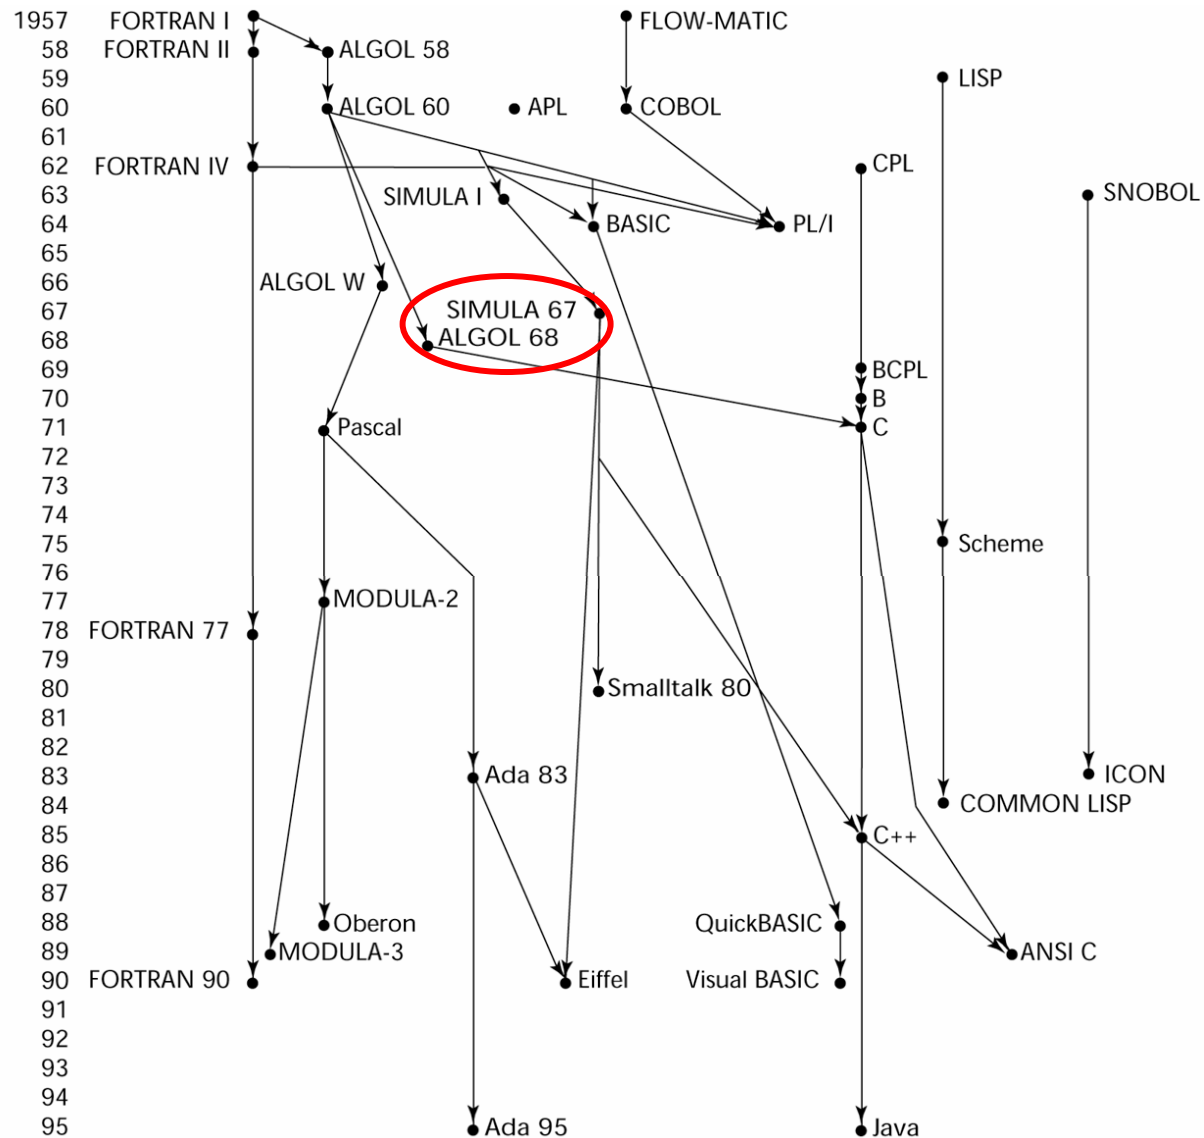 1957 FORTRAN I FLOW-MATIC
58 FORTRAN II ALGOL 58
59 LISP
60 ALGOL 60 APL COBOL
61
62 FORTRAN IV CPL
63 SIMULA I SNOBOL
64 BASIC PL/I
65
66 ALGOL W
67 SIMULA 67
68 ALGOL 68
69 BCPL
70 B
71 Pascal C
72
73
74
75 Scheme
76
77 MODULA-2
78 FORTRAN 77
79
80 Smalltalk 80
81
82
83 Ada 83 ICON
84 COMMON LISP
85 C++
86
87
88 Oberon QuickBASIC
89 MODULA-3 ANSI C
90 FORTRAN 90 Eiffel Visual BASIC
91
92
93
94
95 Ada 95 Java